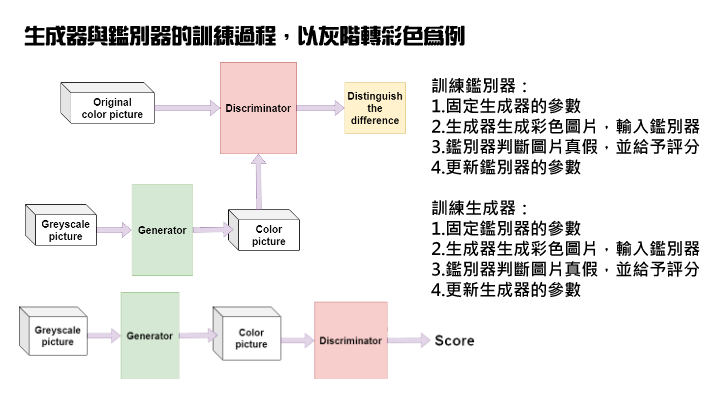 生成器與鑑別器的訓練過程，以灰階轉彩色為例
Original
color picture
Discriminator
Distinguish
the
difference
Greyscale
picture
Generator
Color
picture
Greyscale
picture
Generator
Color
picture
Discriminator
Score
訓練鑑別器：
1.固定生成器的參數
2.生成器生成彩色圖片，輸入鑑別器
3.鑑別器判斷圖片真假，並給予評分
4.更新鑑別器的參數
訓練生成器：
1.固定鑑別器的參數
2.生成器生成彩色圖片，輸入鑑別器
3.鑑別器判斷圖片真假，並給予評分
4.更新生成器的參數